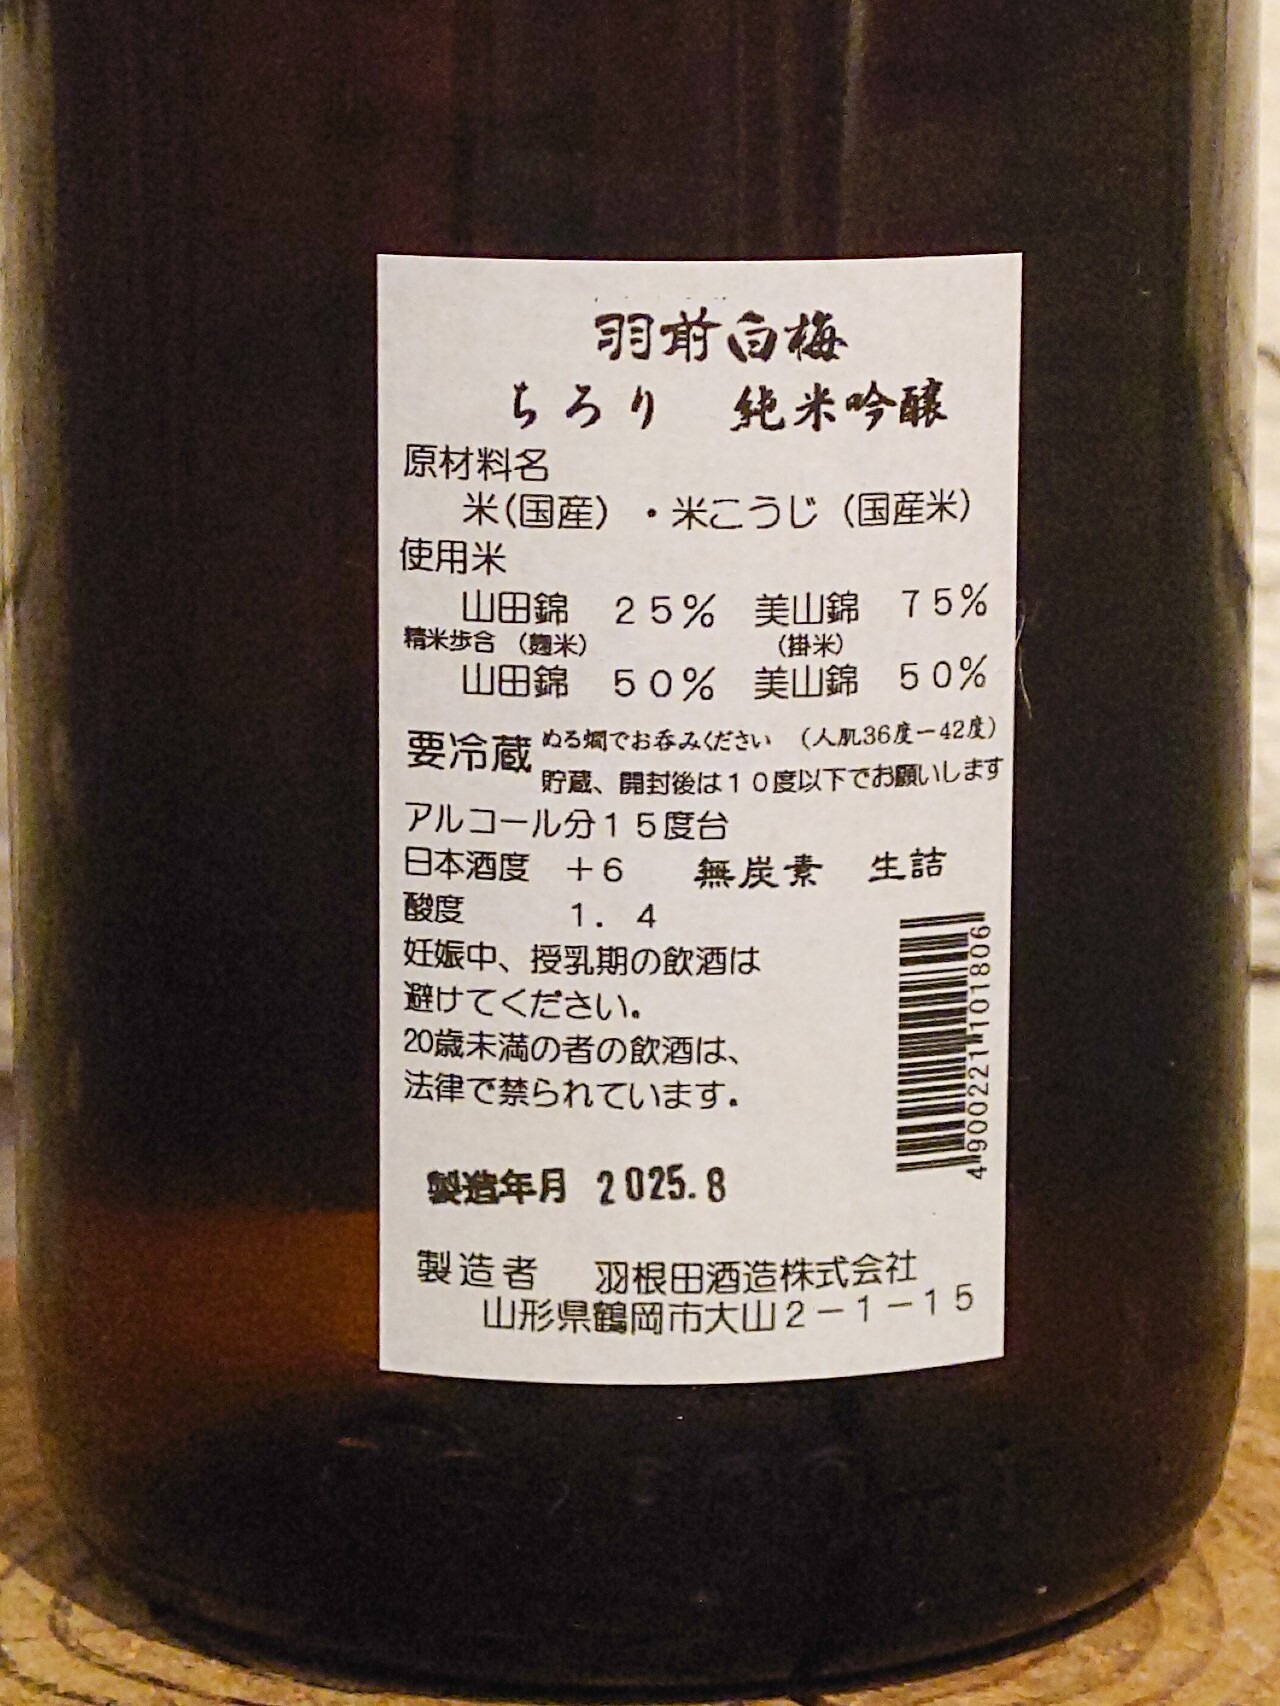 羽前白梅
ちろり 純米吟醸
原材料名
米(国産)・米こうじ(国産米)
使用米
山田錦 25% 美山錦 75%
精米歩合 (麹米) (掛米)
山田錦 50% 美山錦 50%
要冷蔵 ぬる燗でお呑みください (人肌36度－42度)
貯蔵、開封後は10度以下でお願いします
アルコール分15度台
日本酒度 +6 無炭素 生詰
酸度 1.4
妊娠中、授乳期の飲酒は
避けてください。
20歳未満の者の飲酒は、
法律で禁られています。
4900221101806
製造年月 2025.8
製造者 羽根田酒造株式会社
山形県鶴岡市大山2－1－15